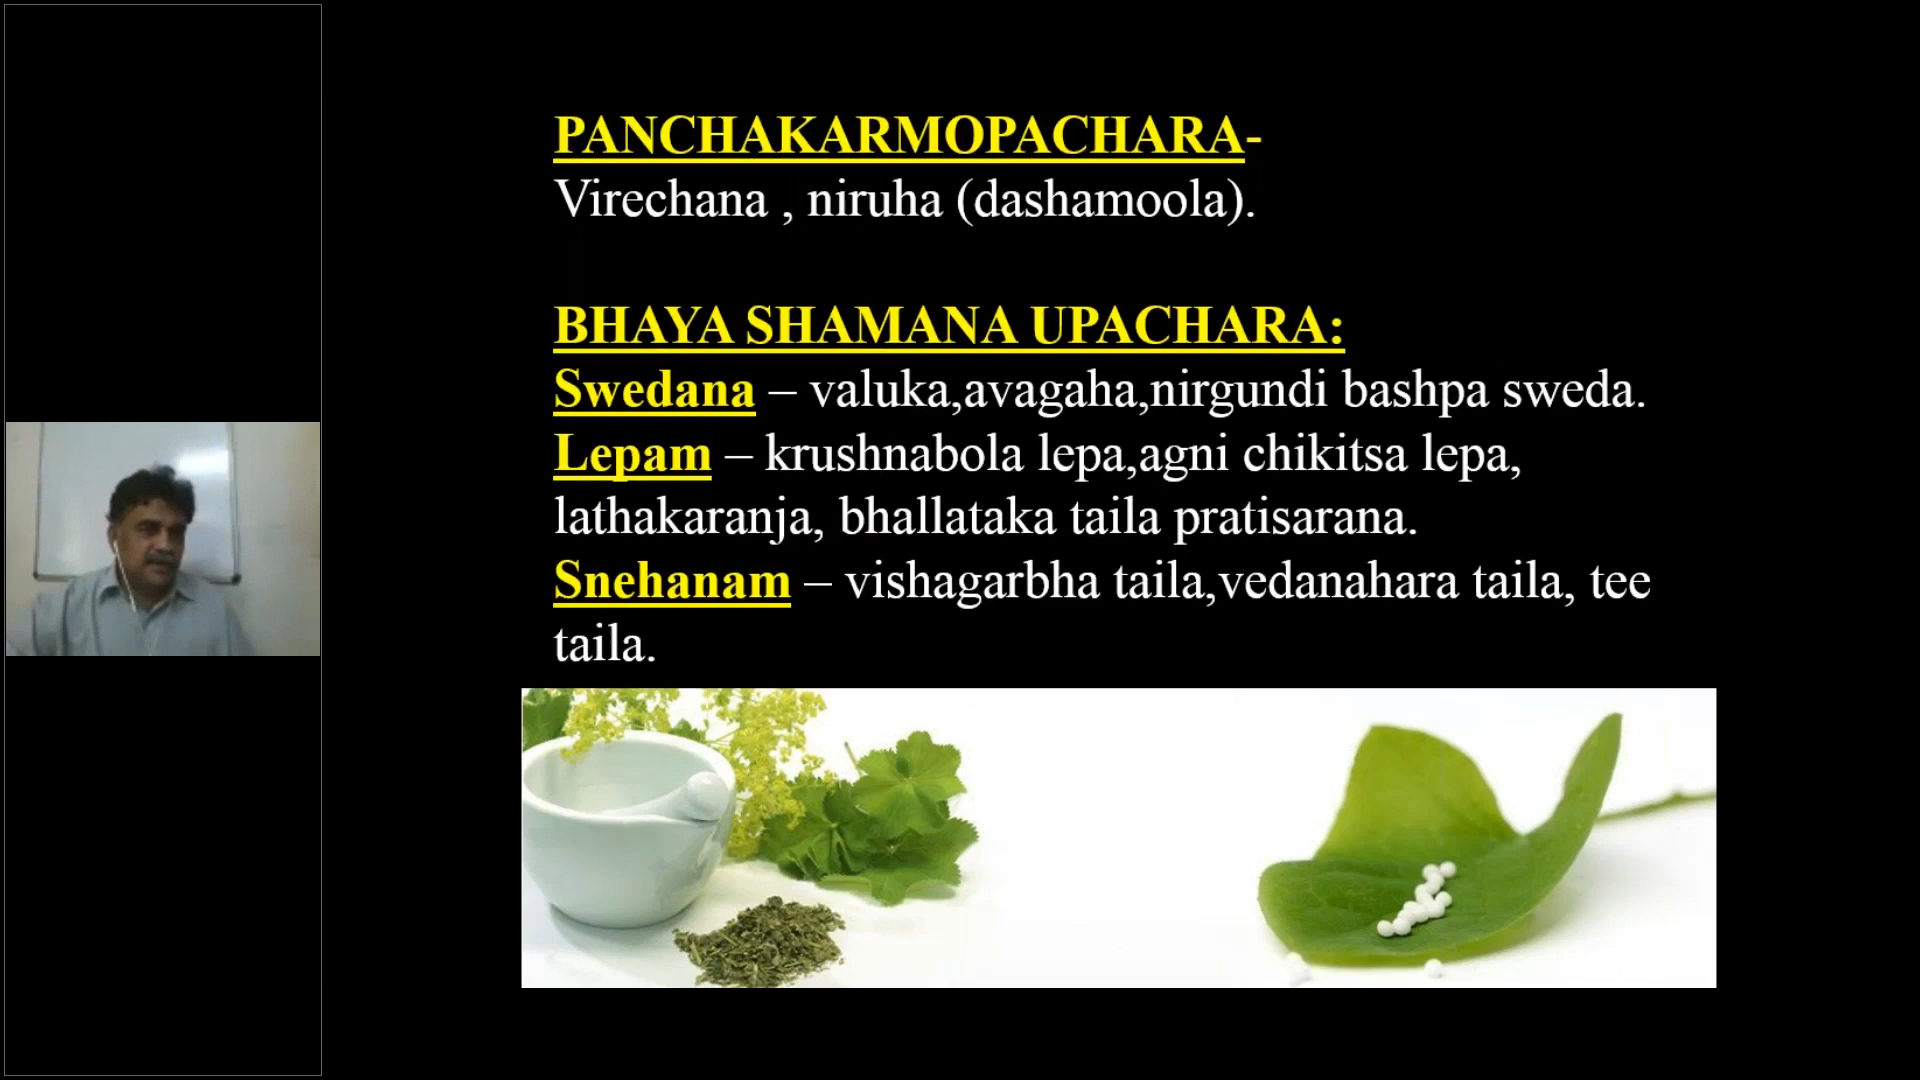 PANCHAKARMOPACHARA-
Virechana , niruha (dashamoola).
BHAYA SHAMANA UPACHARA:
Swedana – valuka,avagaha,nirgundi bashpa sweda.
Lepam – krushnabola lepa,agni chikitsa lepa,
lathakaranja, bhallataka taila pratisarana.
Snehanam – vishagarbha taila,vedanahara taila, tee
taila.